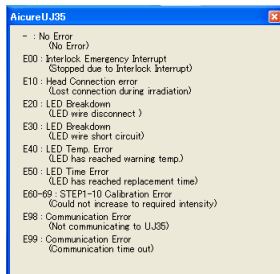 AicureUJ35
- : No Error
(No Error)
E00 : Interlock Emergency Interrupt
(Stopped due to Interlock Interrupt)
E10 : Head Connection error
(Lost connection during irradiation)
E20 : LED Breakdown
(LED wire disconnect )
E30 : LED Breakdown
(LED wire short circuit)
E40 : LED Temp. Error
(LED has reached warning temp.)
E50 : LED Time Error
(LED has reached replacement time)
E60-69 : STEP1-10 Calibration Error
(Could not increase to required intensity)
E98 : Communication Error
(Not communicating to UJ35)
E99 : Communication Error
(Communication time out)